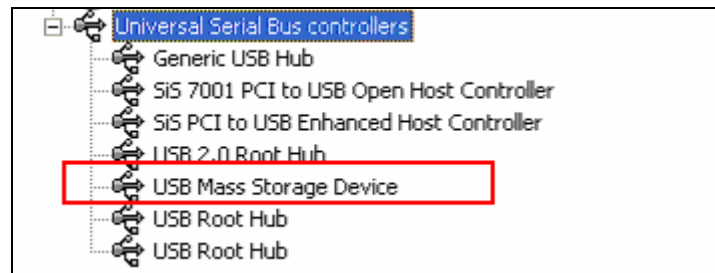 Universal Serial Bus controllers
Generic USB Hub
SiS 7001 PCI to USB Open Host Controller
SiS PCI to USB Enhanced Host Controller
USB 2.0 Root Hub
USB Mass Storage Device
USB Root Hub
USB Root Hub